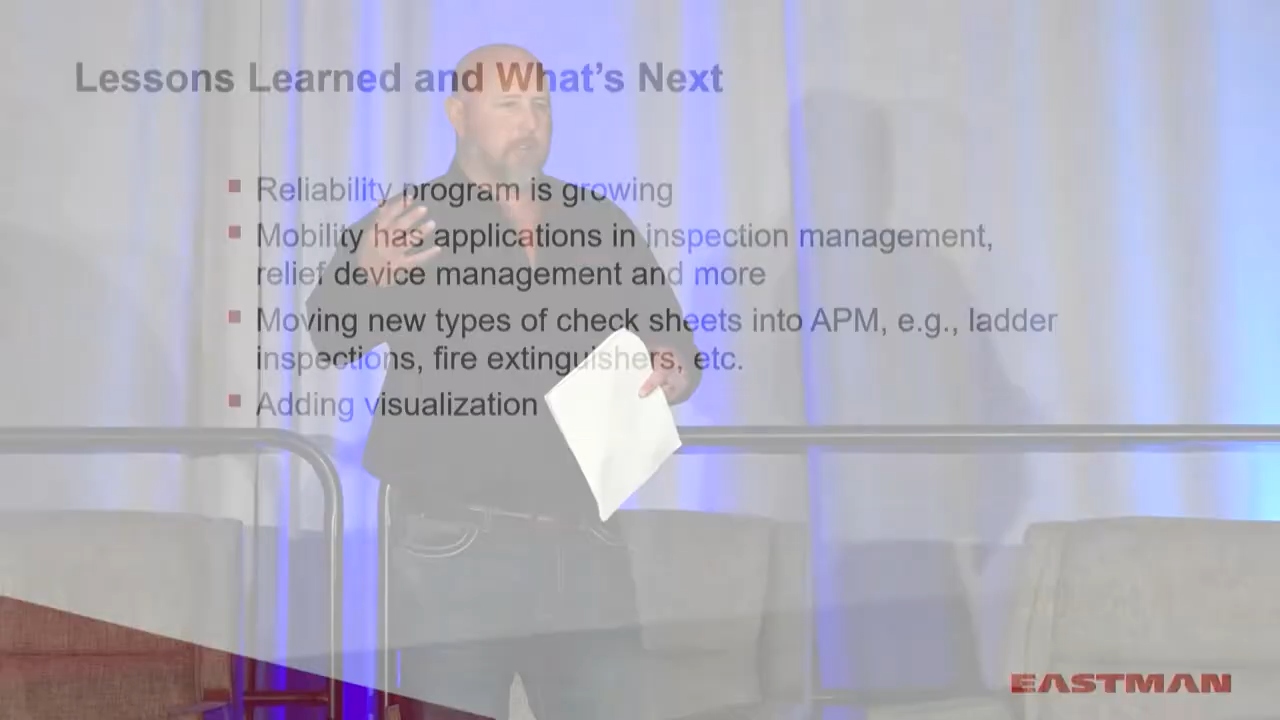 Lessons Learned and What's Next
Reliability program is growing
Mobility has applications in inspection management,
relief device management and more
Moving new types of check sheets into APM, e.g., ladder
inspections, fire extinguishers, etc.
Adding visualization
EASTMAN